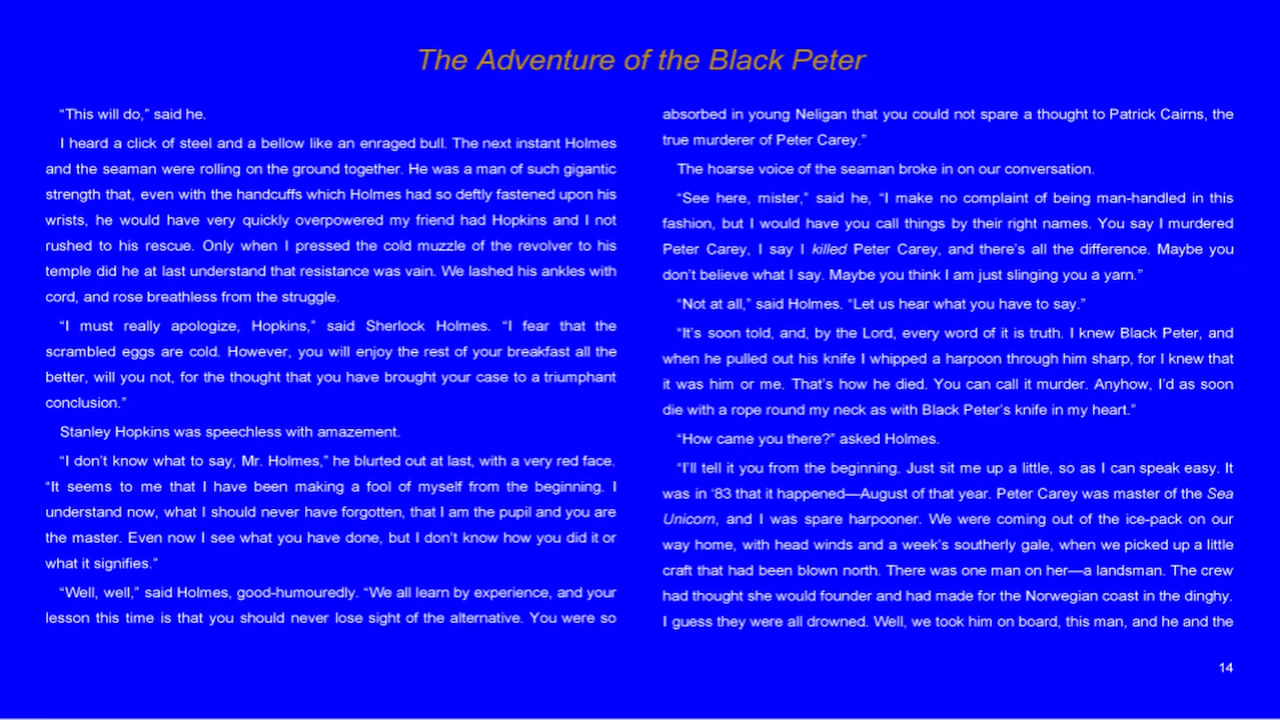 The Adventure of the Black Peter
“This will do,” said he.
I heard a click of steel and a bellow like an enraged bull. The next instant Holmes
and the seaman were rolling on the ground together. He was a man of such gigantic
strength that, even with the handcuffs which Holmes had so deftly fastened upon his
wrists, he would have very quickly overpowered my friend had Hopkins and I not
rushed to his rescue. Only when I pressed the cold muzzle of the revolver to his
temple did he at last understand that resistance was vain. We lashed his ankles with
cord, and rose breathless from the struggle.
“I must really apologize, Hopkins,” said Sherlock Holmes. “I fear that the
scrambled eggs are cold. However, you will enjoy the rest of your breakfast all the
better, will you not, for the thought that you have brought your case to a triumphant
conclusion.”
Stanley Hopkins was speechless with amazement.
“I don’t know what to say, Mr. Holmes,” he blurted out at last, with a very red face.
“It seems to me that I have been making a fool of myself from the beginning. I
understand now, what I should never have forgotten, that I am the pupil and you are
the master. Even now I see what you have done, but I don’t know how you did it or
what it signifies.”
“Well, well,” said Holmes, good-humouredly. “We all learn by experience, and your
lesson this time is that you should never lose sight of the alternative. You were so
absorbed in young Neligan that you could not spare a thought to Patrick Cairns, the
true murderer of Peter Carey.”
The hoarse voice of the seaman broke in on our conversation.
“See here, mister,” said he, “I make no complaint of being man-handled in this
fashion, but I would have you call things by their right names. You say I murdered
Peter Carey, I say I killed Peter Carey, and there’s all the difference. Maybe you
don’t believe what I say. Maybe you think I am just slinging you a yarn.”
“Not at all,” said Holmes. “Let us hear what you have to say.”
“It’s soon told, and, by the Lord, every word of it is truth. I knew Black Peter, and
when he pulled out his knife I whipped a harpoon through him sharp, for I knew that
it was him or me. That’s how he died. You can call it murder. Anyhow, I’d as soon
die with a rope round my neck as with Black Peter’s knife in my heart.”
“How came you there?” asked Holmes.
“I’ll tell it you from the beginning. Just sit me up a little, so as I can speak easy. It
was in ‘83 that it happened—August of that year. Peter Carey was master of the Sea
Unicorn, and I was spare harpooner. We were coming out of the ice-pack on our
way home, with head winds and a week’s southerly gale, when we picked up a little
craft that had been blown north. There was one man on her—a landsman. The crew
had thought she would founder and had made for the Norwegian coast in the dinghy.
I guess they were all drowned. Well, we took him on board, this man, and he and the
14